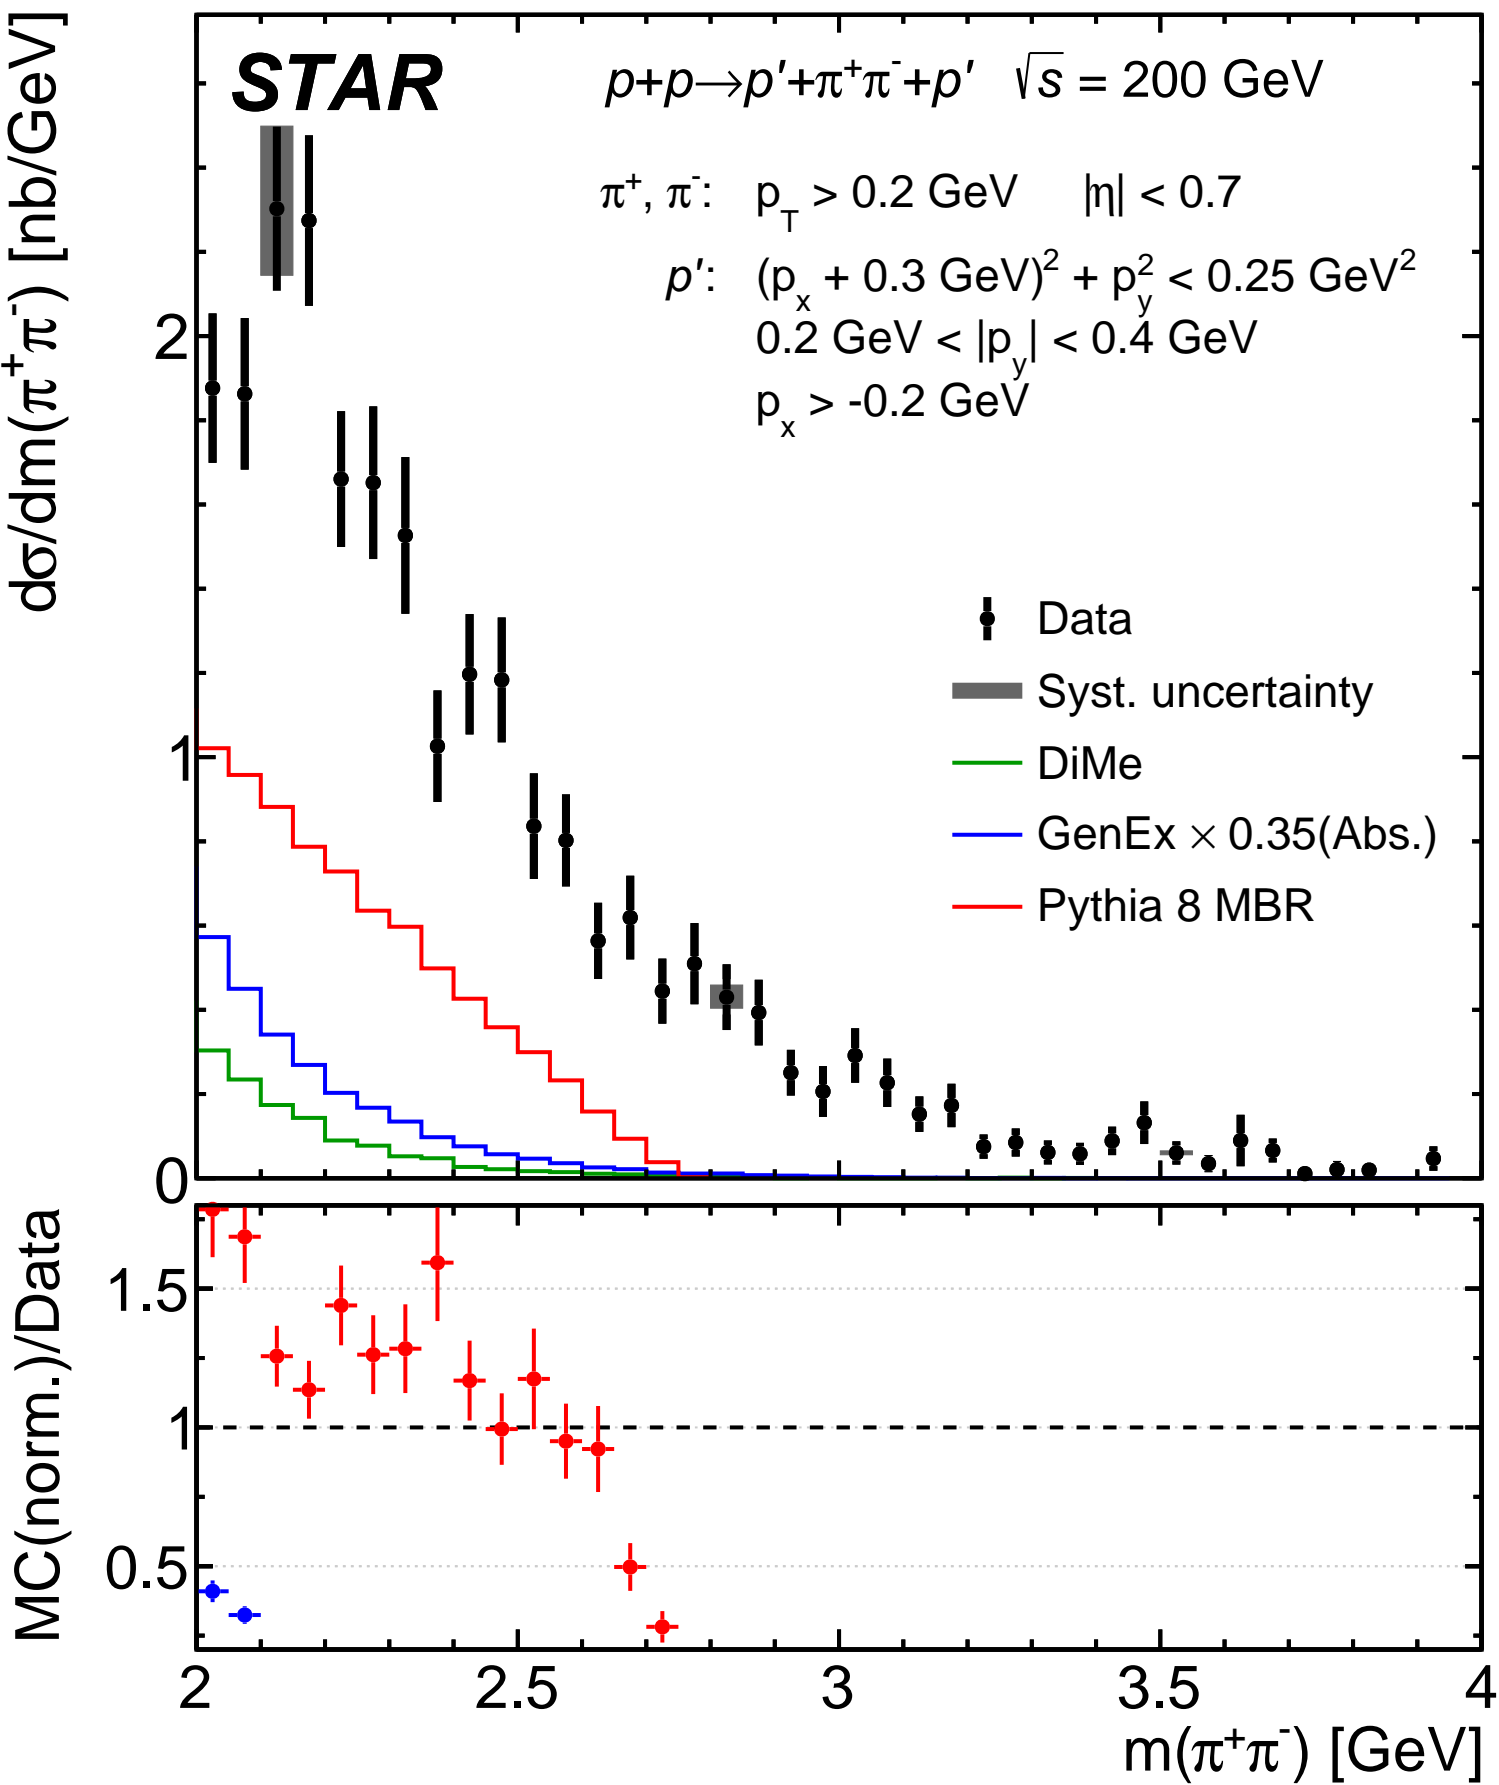 STAR
p+p→p′+π⁺π⁻+p′ √s = 200 GeV
π⁺, π⁻: p_T > 0.2 GeV |η| < 0.7
p′: (p_x + 0.3 GeV)² + p_y² < 0.25 GeV²
0.2 GeV < |p_y| < 0.4 GeV
p_x > -0.2 GeV
dσ/dm(π⁺π⁻) [nb/GeV]
2
1
0
Data
Syst. uncertainty
DiMe
GenEx × 0.35(Abs.)
Pythia 8 MBR
MC(norm.)/Data
1.5
1
0.5
2 2.5 3 3.5 4
m(π⁺π⁻) [GeV]